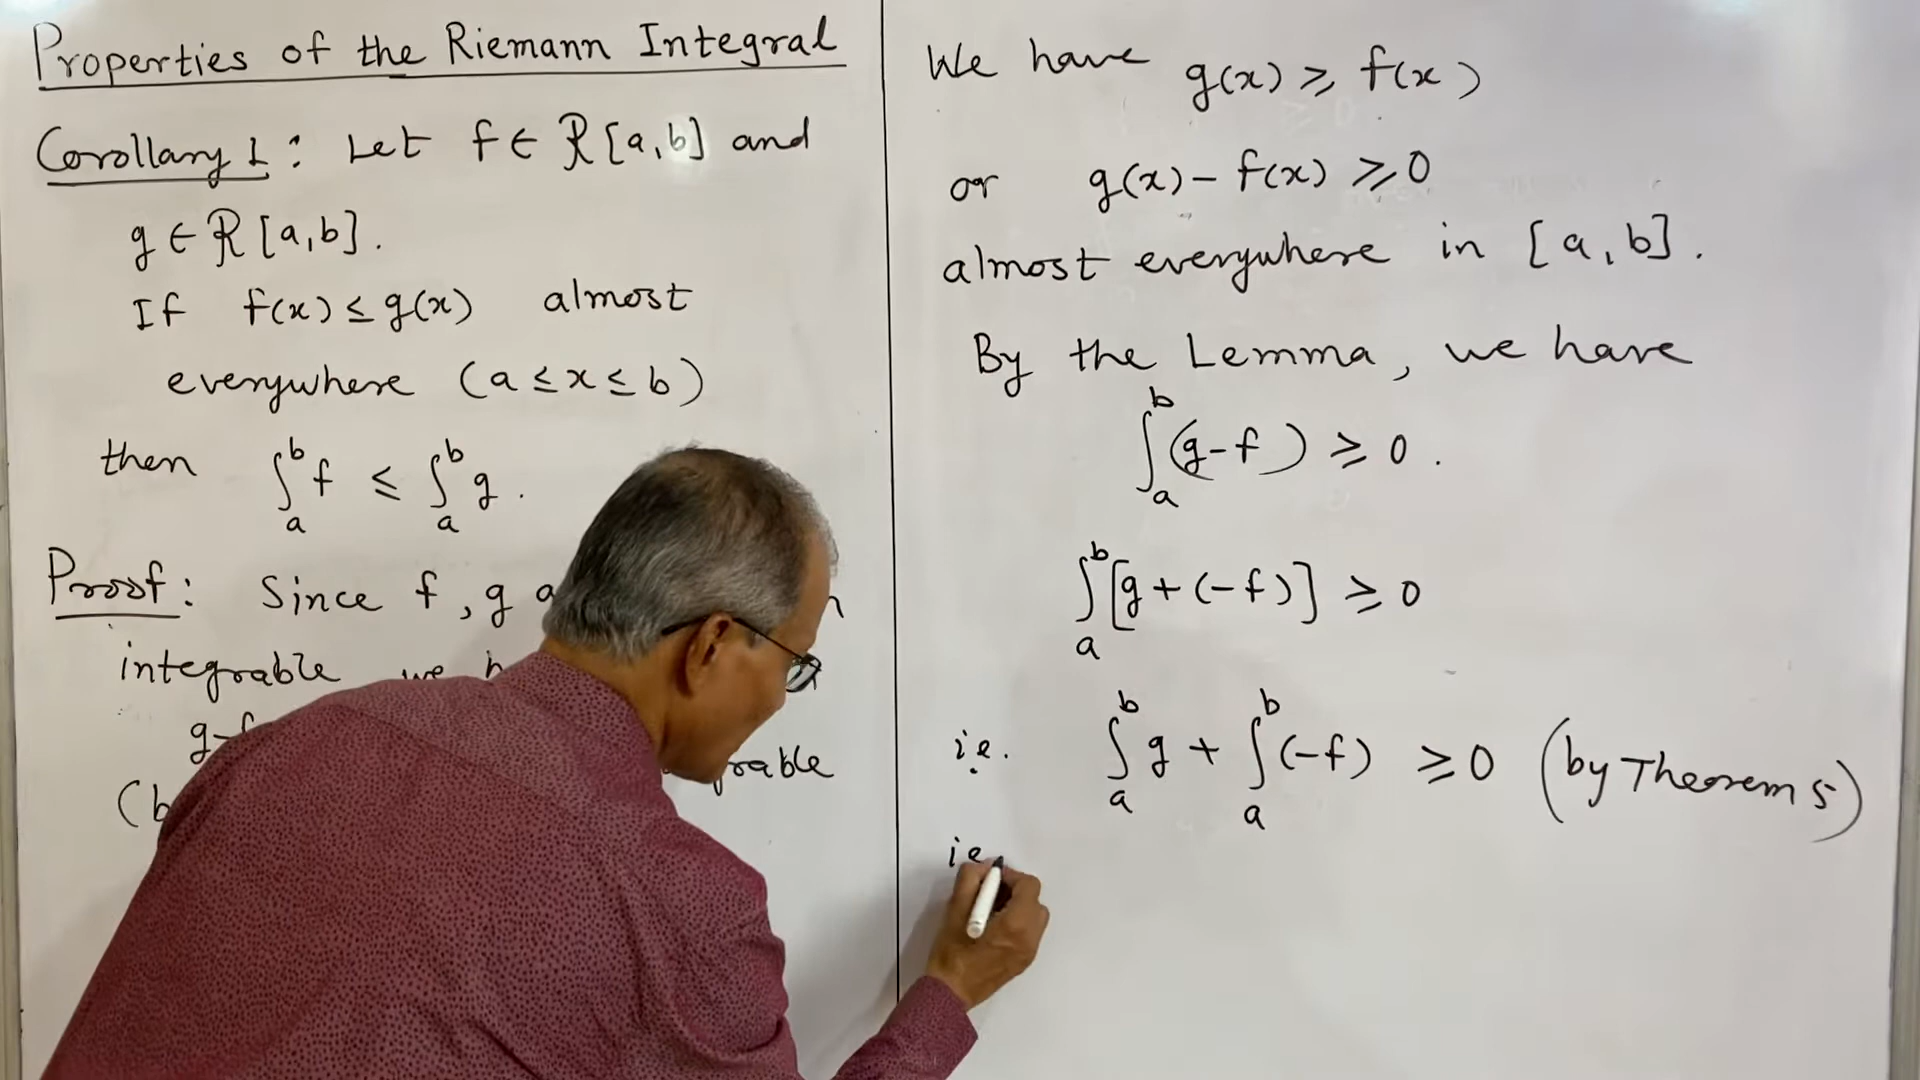 Properties of the Riemann Integral
Corollary 1: Let f ∈ R [a,b] and
g ∈ R [a,b].
If f(x) ≤ g(x) almost
everywhere (a ≤ x ≤ b)
then ∫_a^b f ≤ ∫_a^b g.
Proof: Since f, g
integrable we
g-
rable
(b
We have g(x) ≥ f(x)
or g(x) - f(x) ≥ 0
almost everywhere in [a, b].
By the Lemma, we have
∫_a^b (g-f) ≥ 0.
∫_a^b [g + (-f)] ≥ 0
i.e. ∫_a^b g + ∫_a^b (-f) ≥ 0 (by Theorem 5)
i.e.